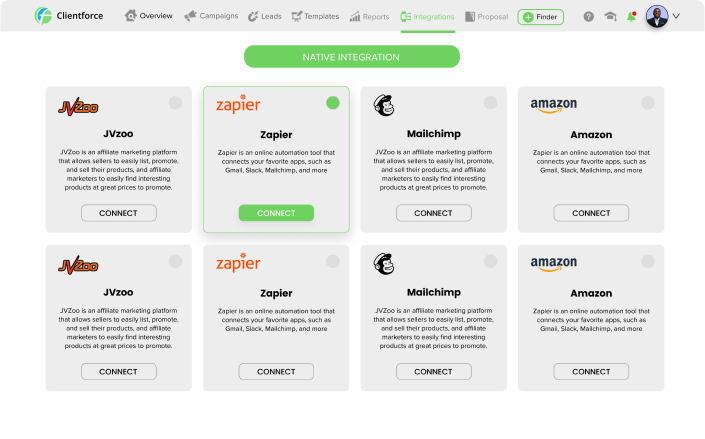 Clientforce
Overview
Campaigns
Leads
Templates
Reports
Integrations
Proposal
Finder
NATIVE INTEGRATION
JVZoo
JVzoo
JVZoo is an affiliate marketing platform
that allows sellers to easily list, promote,
and sell their products, and affiliate
marketers to easily find interesting
products at great prices to promote.
CONNECT
zapier
Zapier
Zapier is an online automation tool that
connects your favorite apps, such as
Gmail, Slack, Mailchimp, and more
CONNECT
Mailchimp
JVZoo is an affiliate marketing platform
that allows sellers to easily list, promote,
and sell their products, and affiliate
marketers to easily find interesting
products at great prices to promote.
CONNECT
amazon
Amazon
Zapier is an online automation tool that
connects your favorite apps, such as
Gmail, Slack, Mailchimp, and more
CONNECT
JVZoo
JVzoo
JVZoo is an affiliate marketing platform
that allows sellers to easily list, promote,
and sell their products, and affiliate
marketers to easily find interesting
products at great prices to promote.
CONNECT
zapier
Zapier
Zapier is an online automation tool that
connects your favorite apps, such as
Gmail, Slack, Mailchimp, and more
CONNECT
Mailchimp
JVZoo is an affiliate marketing platform
that allows sellers to easily list, promote,
and sell their products, and affiliate
marketers to easily find interesting
products at great prices to promote.
CONNECT
amazon
Amazon
Zapier is an online automation tool that
connects your favorite apps, such as
Gmail, Slack, Mailchimp, and more
CONNECT